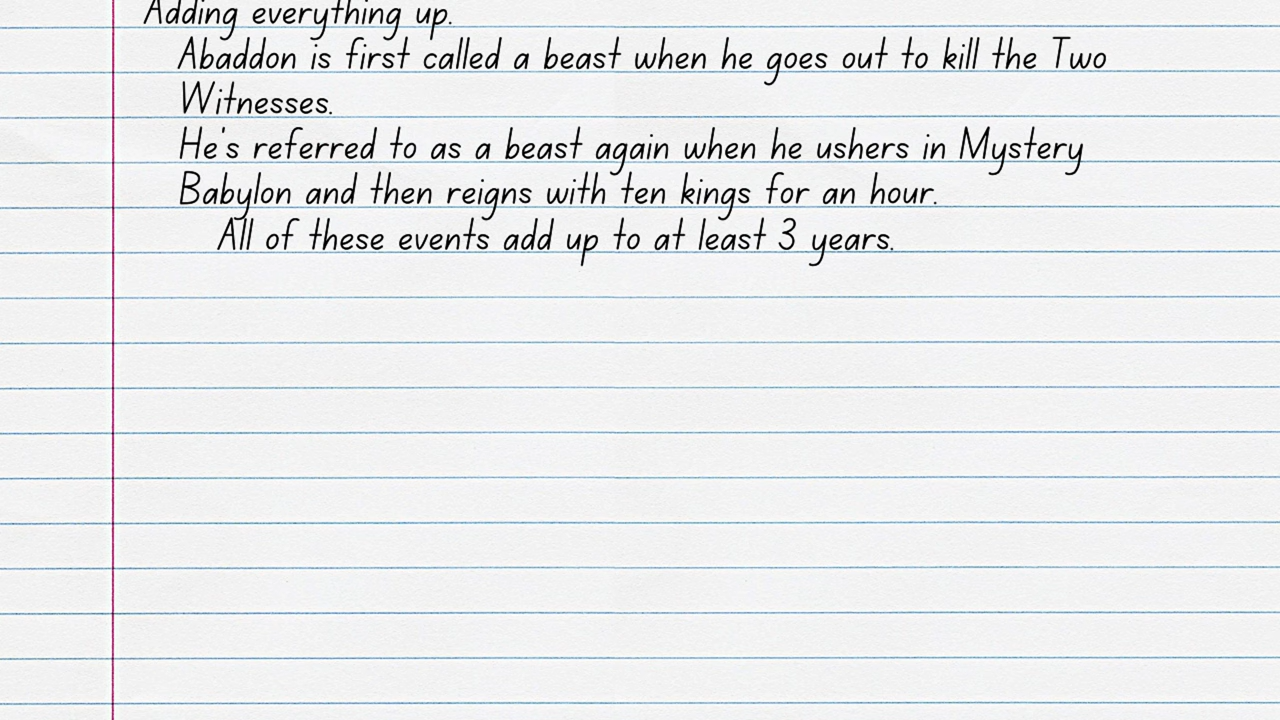 Adding everything up.
Abaddon is first called a beast when he goes out to kill the Two
Witnesses.
He's referred to as a beast again when he ushers in Mystery
Babylon and then reigns with ten kings for an hour.
All of these events add up to at least 3 years.